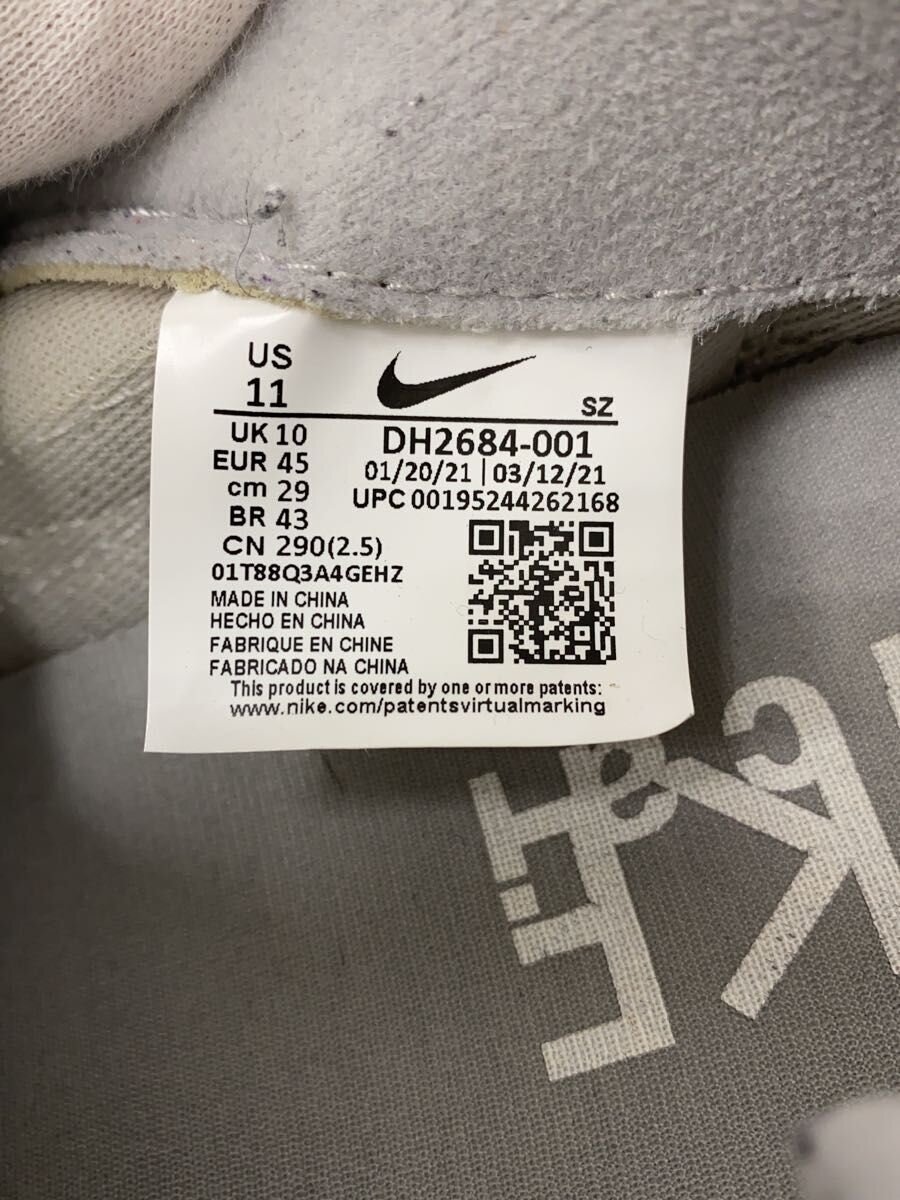 US
11
SZ
UK 10
EUR 45
cm 29
BR 43
CN 290(2.5)
DH2684-001
01/20/21 | 03/12/21
UPC 00195244262168
01T88Q3A4GEHZ
MADE IN CHINA
HECHO EN CHINA
FABRIQUE EN CHINE
FABRICADO NA CHINA
This product is covered by one or more patents:
www.nike.com/patentsvirtualmarking